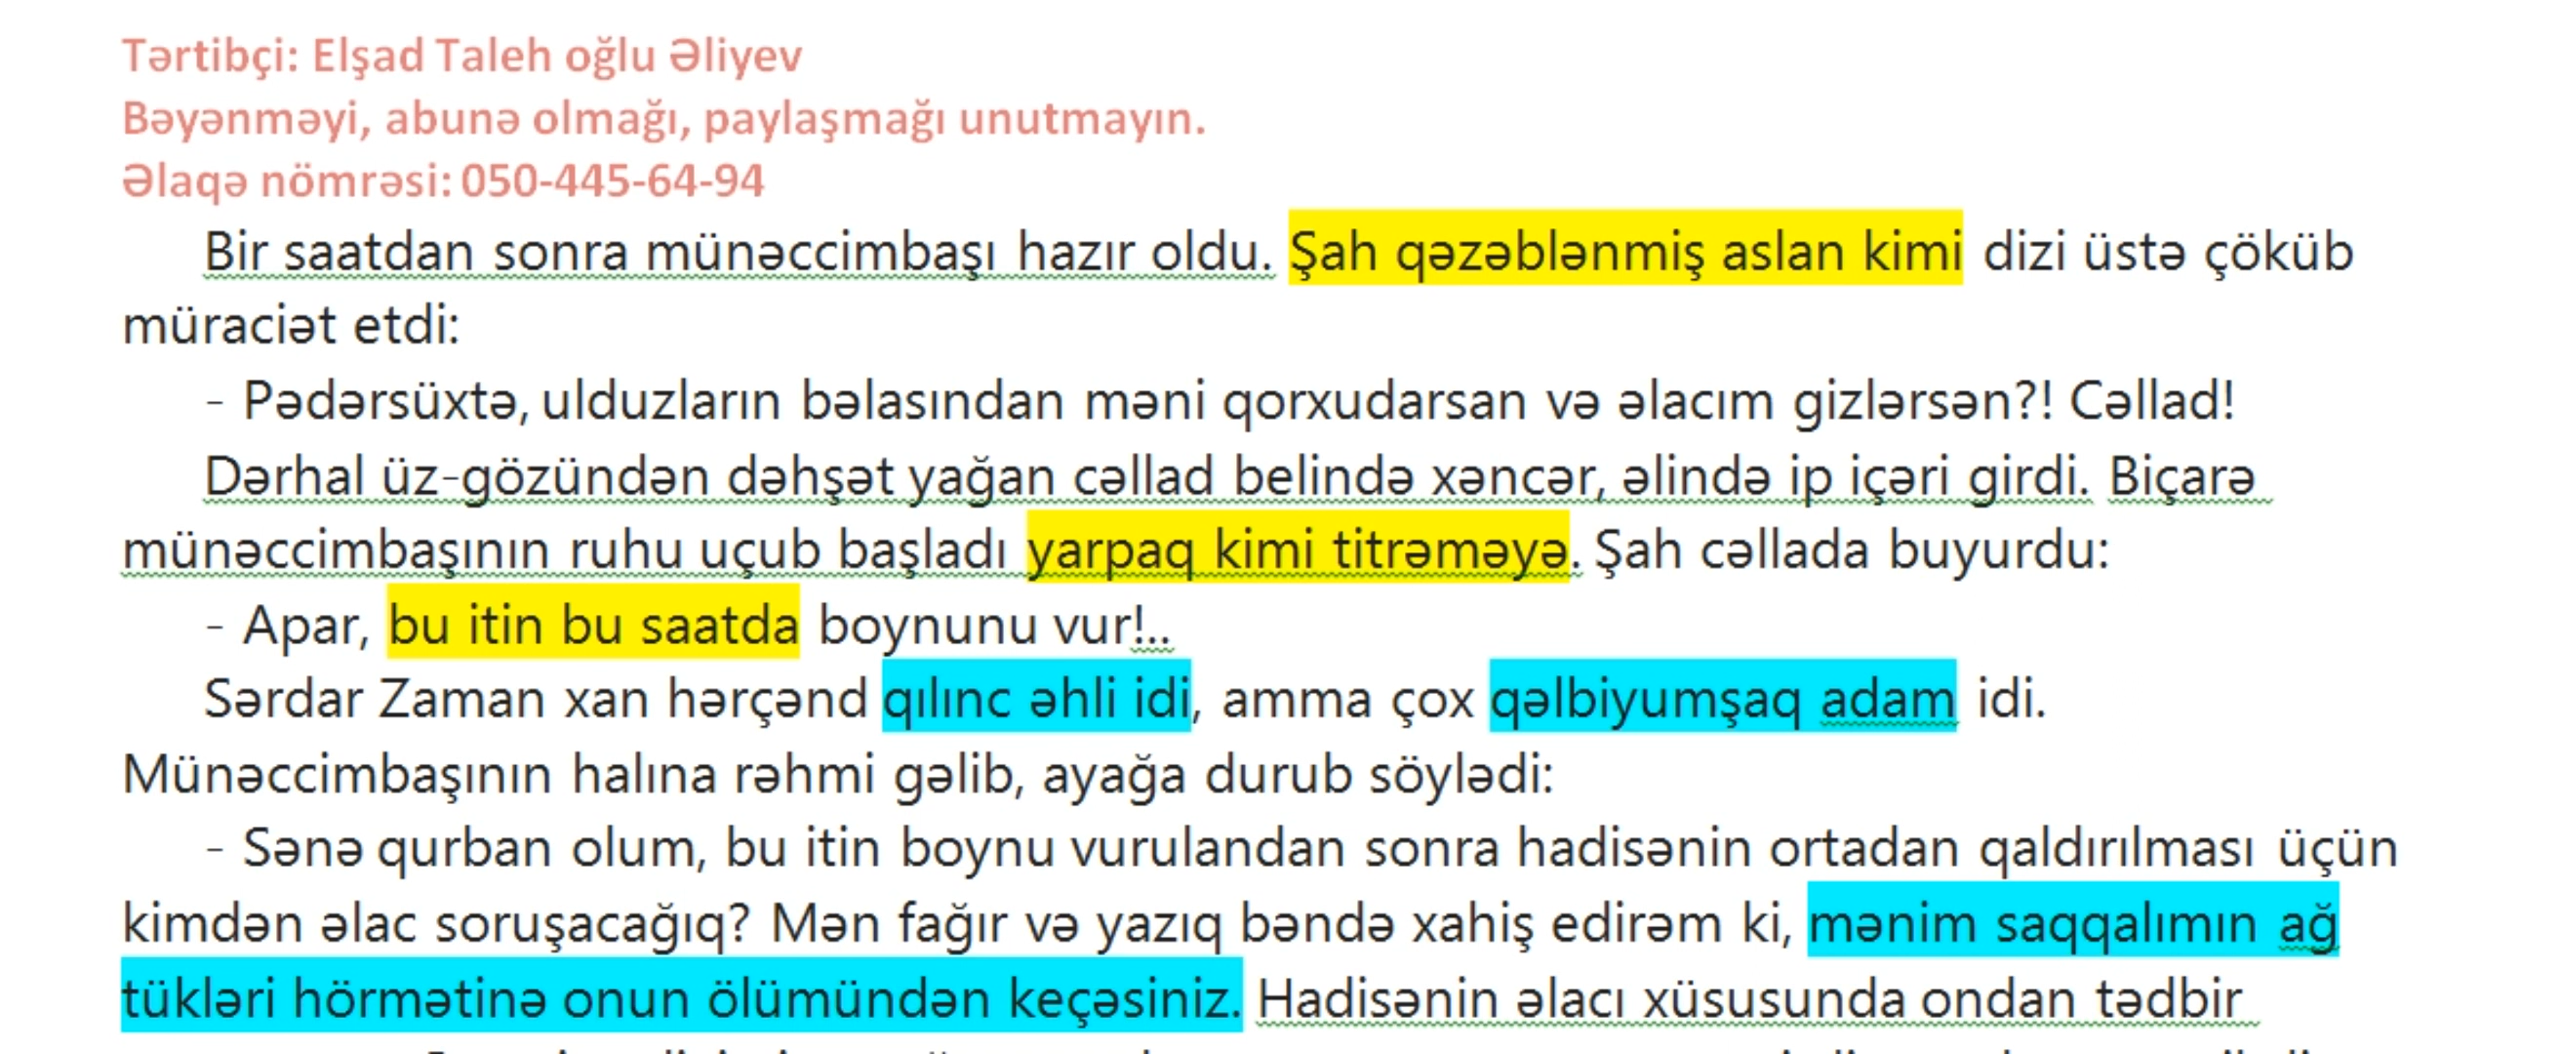 Tərtibçi: Elşad Taleh oğlu Əliyev
Bəyənməyi, abunə olmağı, paylaşmağı unutmayın.
Əlaqə nömrəsi: 050-445-64-94
Bir saatdan sonra münəccimbaşı hazır oldu. Şah qəzəblənmiş aslan kimi dizi üstə çöküb
müraciət etdi:
- Pədərsüxtə, ulduzların bəlasından məni qorxudarsan və əlacım gizlərsən?! Cəllad!
Dərhal üz-gözündən dəhşət yağan cəllad belində xəncər, əlində ip içəri girdi. Biçarə
münəccimbaşının ruhu uçub başladı yarpaq kimi titrəməyə. Şah cəllada buyurdu:
- Apar, bu itin bu saatda boynunu vur!..
Sərdar Zaman xan hərçənd qılınc əhli idi, amma çox qəlbiyumşaq adam idi.
Münəccimbaşının halına rəhmi gəlib, ayağa durub söylədi:
- Sənə qurban olum, bu itin boynu vurulandan sonra hadisənin ortadan qaldırılması üçün
kimdən əlac soruşacağıq? Mən fağır və yazıq bəndə xahiş edirəm ki, mənim saqqalımın ağ
tükləri hörmətinə onun ölümündən keçəsiniz. Hadisənin əlacı xüsusunda ondan tədbir